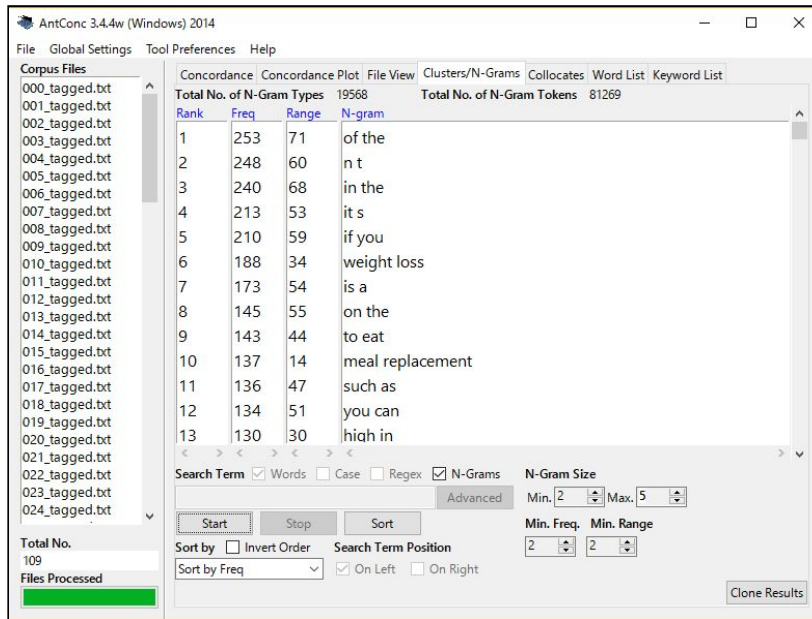 AntConc 3.4.4w (Windows) 2014
File Global Settings Tool Preferences Help
Corpus Files
000_tagged.txt
001_tagged.txt
002_tagged.txt
003_tagged.txt
004_tagged.txt
005_tagged.txt
006_tagged.txt
007_tagged.txt
008_tagged.txt
009_tagged.txt
010_tagged.txt
011_tagged.txt
012_tagged.txt
013_tagged.txt
014_tagged.txt
015_tagged.txt
016_tagged.txt
017_tagged.txt
018_tagged.txt
019_tagged.txt
020_tagged.txt
021_tagged.txt
022_tagged.txt
023_tagged.txt
024_tagged.txt
Total No.
109
Files Processed
Concordance Concordance Plot File View Clusters/N-Grams Collocates Word List Keyword List
Total No. of N-Gram Types 19568 Total No. of N-Gram Tokens 81269
Rank Freq Range N-gram
1 253 71 of the
2 248 60 n t
3 240 68 in the
4 213 53 it s
5 210 59 if you
6 188 34 weight loss
7 173 54 is a
8 145 55 on the
9 143 44 to eat
10 137 14 meal replacement
11 136 47 such as
12 134 51 you can
13 130 30 high in
Search Term Words Case Regex N-Grams N-Gram Size
Advanced Min. 2 Max. 5
Start Stop Sort Min. Freq. Min. Range
Sort by Invert Order Search Term Position 2 2
Sort by Freq On Left On Right
Clone Results